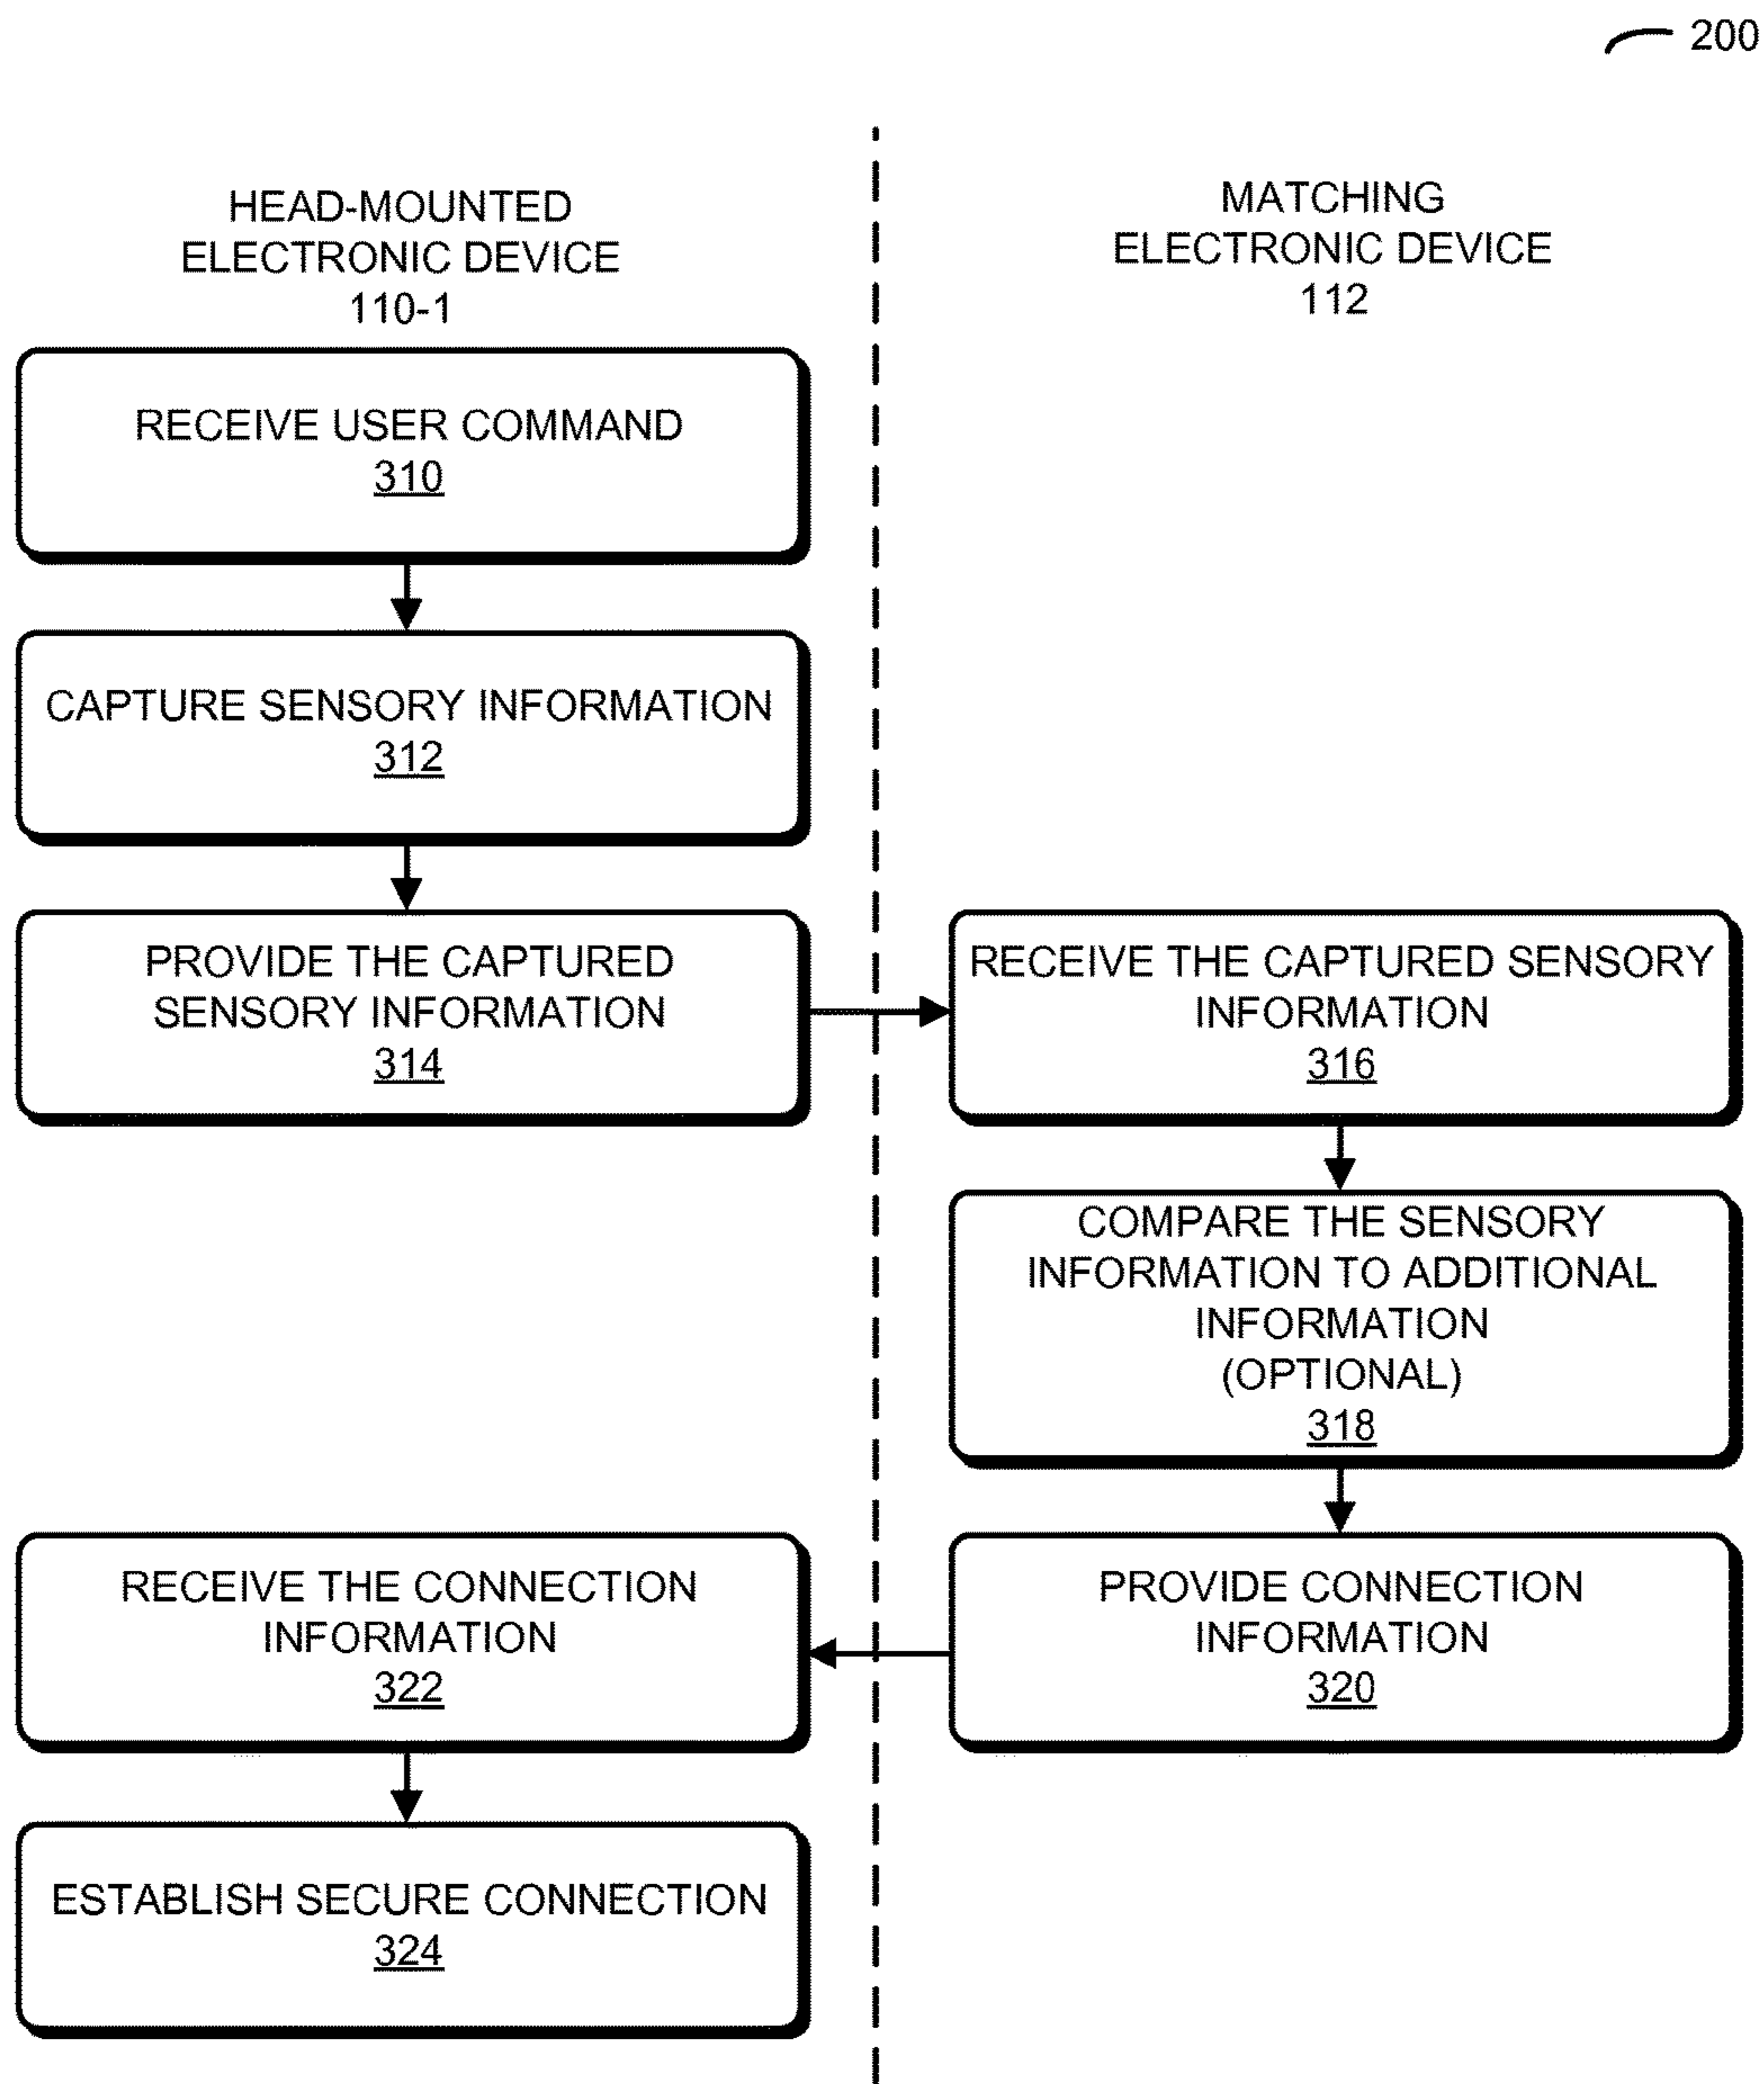 200
HEAD-MOUNTED
ELECTRONIC DEVICE
110-1
MATCHING
ELECTRONIC DEVICE
112
RECEIVE USER COMMAND
310
CAPTURE SENSORY INFORMATION
312
PROVIDE THE CAPTURED
SENSORY INFORMATION
314
RECEIVE THE CAPTURED SENSORY
INFORMATION
316
COMPARE THE SENSORY
INFORMATION TO ADDITIONAL
INFORMATION
(OPTIONAL)
318
PROVIDE CONNECTION
INFORMATION
320
RECEIVE THE CONNECTION
INFORMATION
322
ESTABLISH SECURE CONNECTION
324